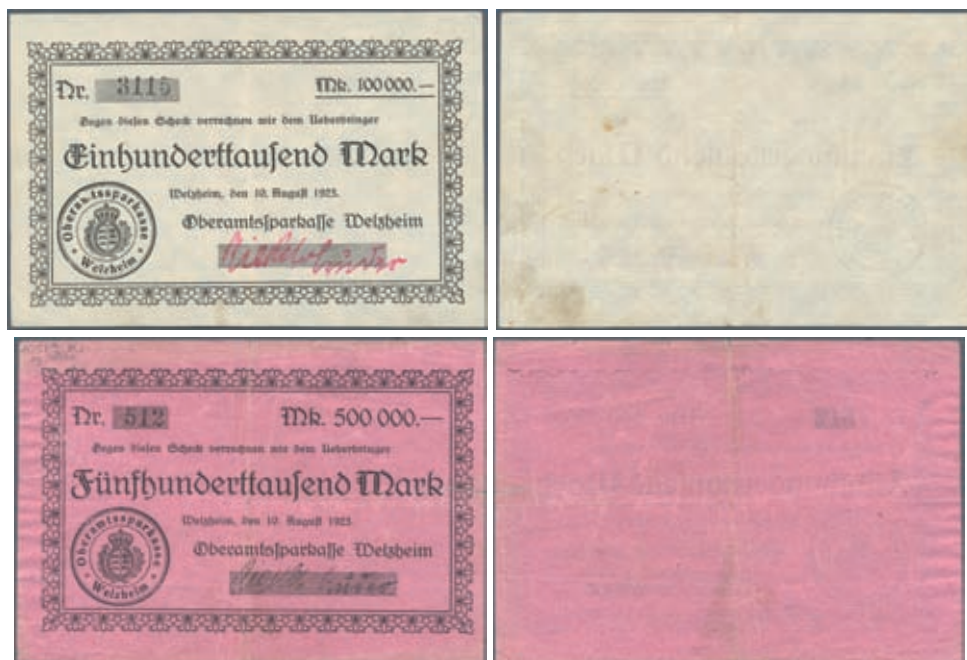 Nr. 3115 Mk. 100000.—
Gegen diesen Scheck verrechnen wir dem Ueberbringer
Einhunderttausend Mark
Welzheim, den 10. August 1923.
Oberamtssparkasse Welzheim
Oberamtssparkasse
Welzheim
Nr. 512 Mk. 500 000.—
Gegen diesen Scheck verrechnen wir dem Ueberbringer
Fünfhunderttausend Mark
Welzheim, den 10. August 1923
Oberamtssparkasse Welzheim
Oberamtssparkasse
Welzheim